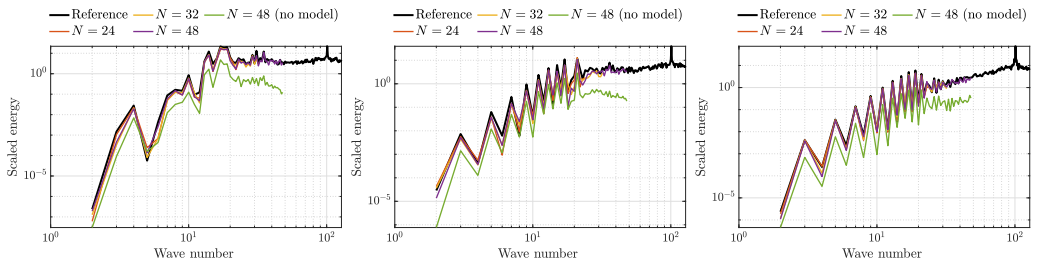 Reference N = 32 N = 48 (no model)
N = 24 N = 48
Reference N = 32 N = 48 (no model)
N = 24 N = 48
Reference N = 32 N = 48 (no model)
N = 24 N = 48
Scaled energy
10^0
10^-5
10^0 10^1 10^2
Wave number
Scaled energy
10^0
10^-5
10^0 10^1 10^2
Wave number
Scaled energy
10^0
10^-5
10^0 10^1 10^2
Wave number